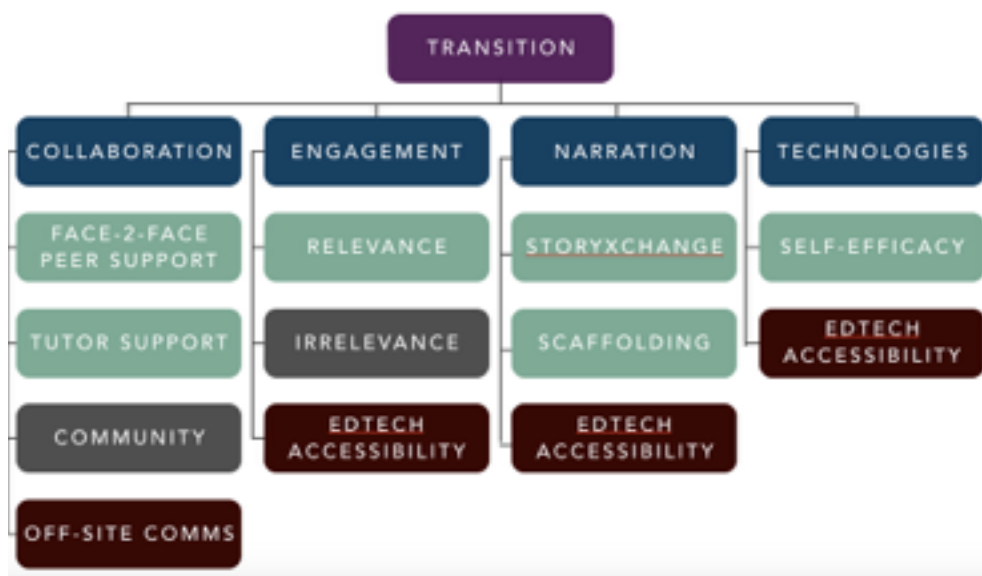 TRANSITION
COLLABORATION
FACE-2-FACE
PEER SUPPORT
TUTOR SUPPORT
COMMUNITY
OFF-SITE COMMS
ENGAGEMENT
RELEVANCE
IRRELEVANCE
EDTECH
ACCESSIBILITY
NARRATION
STORYXCHANGE
SCAFFOLDING
EDTECH
ACCESSIBILITY
TECHNOLOGIES
SELF-EFFICACY
EDTECH
ACCESSIBILITY